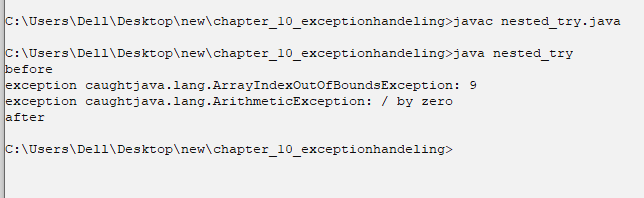 C:\Users\Dell\Desktop\new\chapter_10_exceptionhandeling>javac nested_try.java
C:\Users\Dell\Desktop\new\chapter_10_exceptionhandeling>java nested_try
before
exception caughtjava.lang.ArrayIndexOutOfBoundsException: 9
exception caughtjava.lang.ArithmeticException: / by zero
after
C:\Users\Dell\Desktop\new\chapter_10_exceptionhandeling>